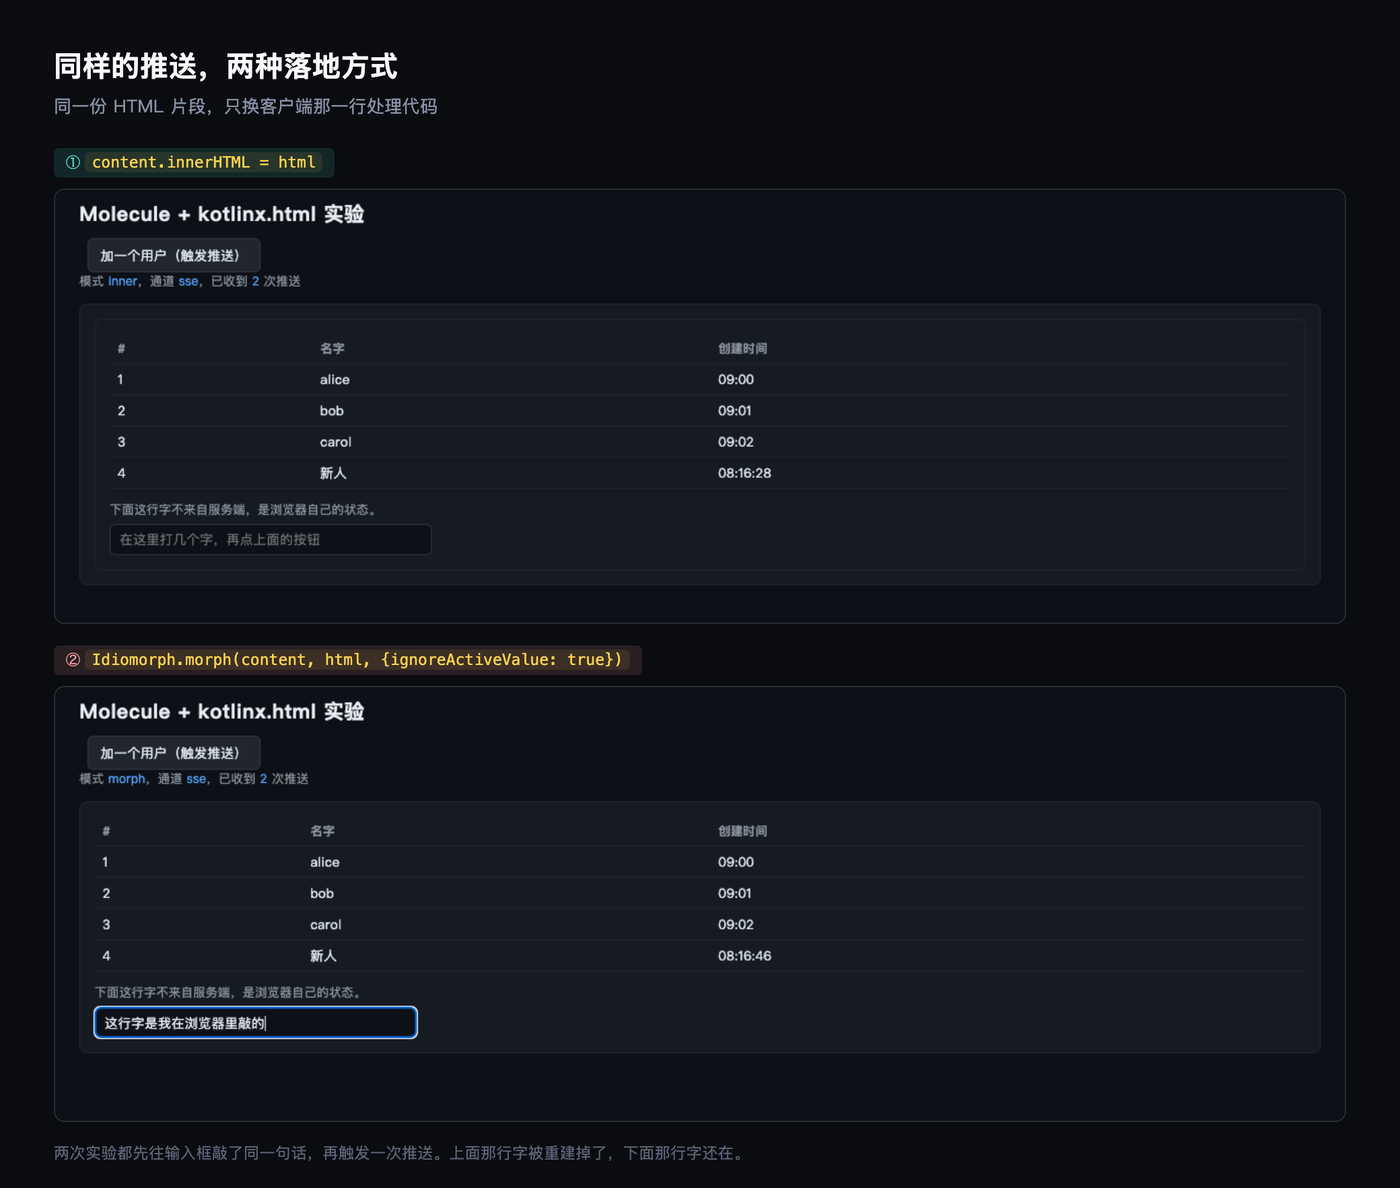 同样的推送，两种落地方式
同一份 HTML 片段，只换客户端那一行处理代码
① content.innerHTML = html
Molecule + kotlinx.html 实验
加一个用户（触发推送）
模式 inner，通道 sse，已收到 2 次推送
# 名字 创建时间
1 alice 09:00
2 bob 09:01
3 carol 09:02
4 新人 08:16:28
下面这行字不来自服务端，是浏览器自己的状态。
在这里打几个字，再点上面的按钮
② Idiomorph.morph(content, html, {ignoreActiveValue: true})
Molecule + kotlinx.html 实验
加一个用户（触发推送）
模式 morph，通道 sse，已收到 2 次推送
# 名字 创建时间
1 alice 09:00
2 bob 09:01
3 carol 09:02
4 新人 08:16:46
下面这行字不来自服务端，是浏览器自己的状态。
这行字是我在浏览器里敲的
两次实验都先往输入框敲了同一句话，再触发一次推送。上面那行字被重建掉了，下面那行字还在。